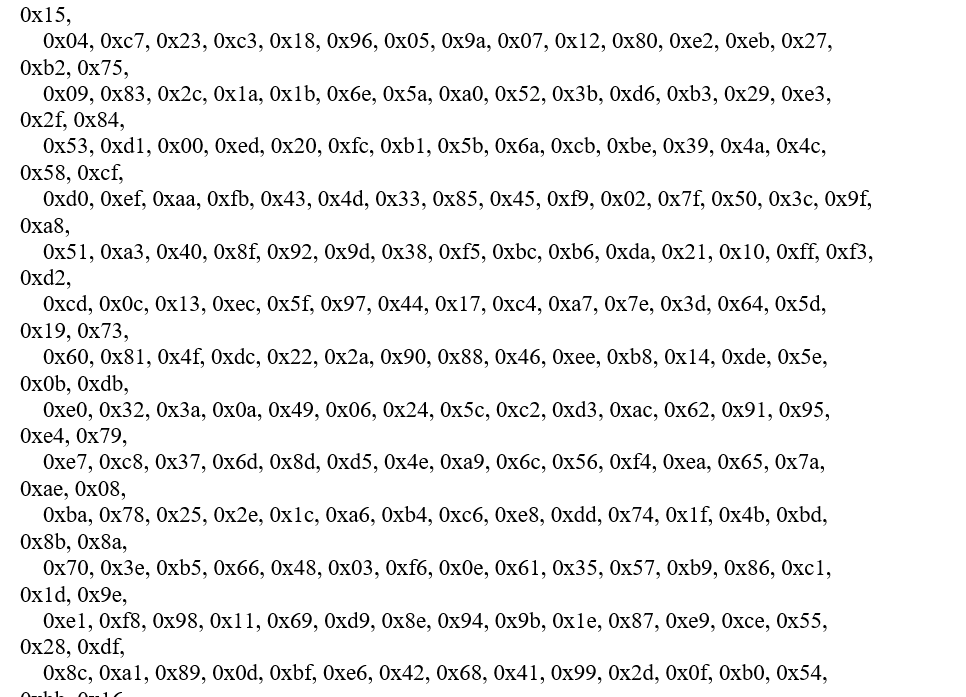 0x15,
0x04, 0xc7, 0x23, 0xc3, 0x18, 0x96, 0x05, 0x9a, 0x07, 0x12, 0x80, 0xe2, 0xeb, 0x27,
0xb2, 0x75,
0x09, 0x83, 0x2c, 0x1a, 0x1b, 0x6e, 0x5a, 0xa0, 0x52, 0x3b, 0xd6, 0xb3, 0x29, 0xe3,
0x2f, 0x84,
0x53, 0xd1, 0x00, 0xed, 0x20, 0xfc, 0xb1, 0x5b, 0x6a, 0xcb, 0xbe, 0x39, 0x4a, 0x4c,
0x58, 0xcf,
0xd0, 0xef, 0xaa, 0xfb, 0x43, 0x4d, 0x33, 0x85, 0x45, 0xf9, 0x02, 0x7f, 0x50, 0x3c, 0x9f,
0xa8,
0x51, 0xa3, 0x40, 0x8f, 0x92, 0x9d, 0x38, 0xf5, 0xbc, 0xb6, 0xda, 0x21, 0x10, 0xff, 0xf3,
0xd2,
0xcd, 0x0c, 0x13, 0xec, 0x5f, 0x97, 0x44, 0x17, 0xc4, 0xa7, 0x7e, 0x3d, 0x64, 0x5d,
0x19, 0x73,
0x60, 0x81, 0x4f, 0xdc, 0x22, 0x2a, 0x90, 0x88, 0x46, 0xee, 0xb8, 0x14, 0xde, 0x5e,
0x0b, 0xdb,
0xe0, 0x32, 0x3a, 0x0a, 0x49, 0x06, 0x24, 0x5c, 0xc2, 0xd3, 0xac, 0x62, 0x91, 0x95,
0xe4, 0x79,
0xe7, 0xc8, 0x37, 0x6d, 0x8d, 0xd5, 0x4e, 0xa9, 0x6c, 0x56, 0xf4, 0xea, 0x65, 0x7a,
0xae, 0x08,
0xba, 0x78, 0x25, 0x2e, 0x1c, 0xa6, 0xb4, 0xc6, 0xe8, 0xdd, 0x74, 0x1f, 0x4b, 0xbd,
0x8b, 0x8a,
0x70, 0x3e, 0xb5, 0x66, 0x48, 0x03, 0xf6, 0x0e, 0x61, 0x35, 0x57, 0xb9, 0x86, 0xc1,
0x1d, 0x9e,
0xe1, 0xf8, 0x98, 0x11, 0x69, 0xd9, 0x8e, 0x94, 0x9b, 0x1e, 0x87, 0xe9, 0xce, 0x55,
0x28, 0xdf,
0x8c, 0xa1, 0x89, 0x0d, 0xbf, 0xe6, 0x42, 0x68, 0x41, 0x99, 0x2d, 0x0f, 0xb0, 0x54,